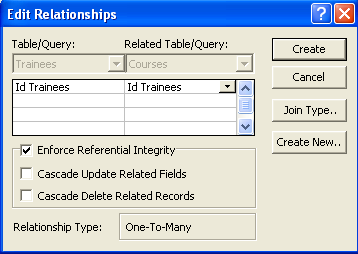 Edit Relationships
Table/Query: Related Table/Query: Create
Trainees Courses
Cancel
Id Trainees Id Trainees
Join Type..
Enforce Referential Integrity Create New..
Cascade Update Related Fields
Cascade Delete Related Records
Relationship Type: One-To-Many